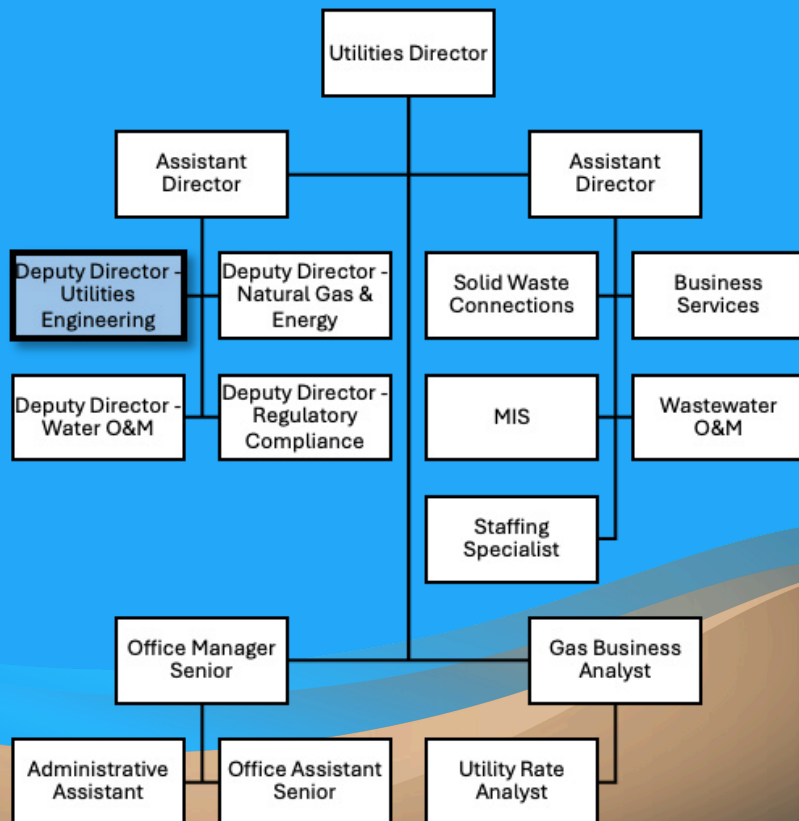 Utilities Director
Assistant
Director
Assistant
Director
Deputy Director -
Utilities
Engineering
Deputy Director -
Natural Gas &
Energy
Solid Waste
Connections
Business
Services
Deputy Director -
Water O&M
Deputy Director -
Regulatory
Compliance
MIS
Wastewater
O&M
Staffing
Specialist
Office Manager
Senior
Gas Business
Analyst
Administrative
Assistant
Office Assistant
Senior
Utility Rate
Analyst